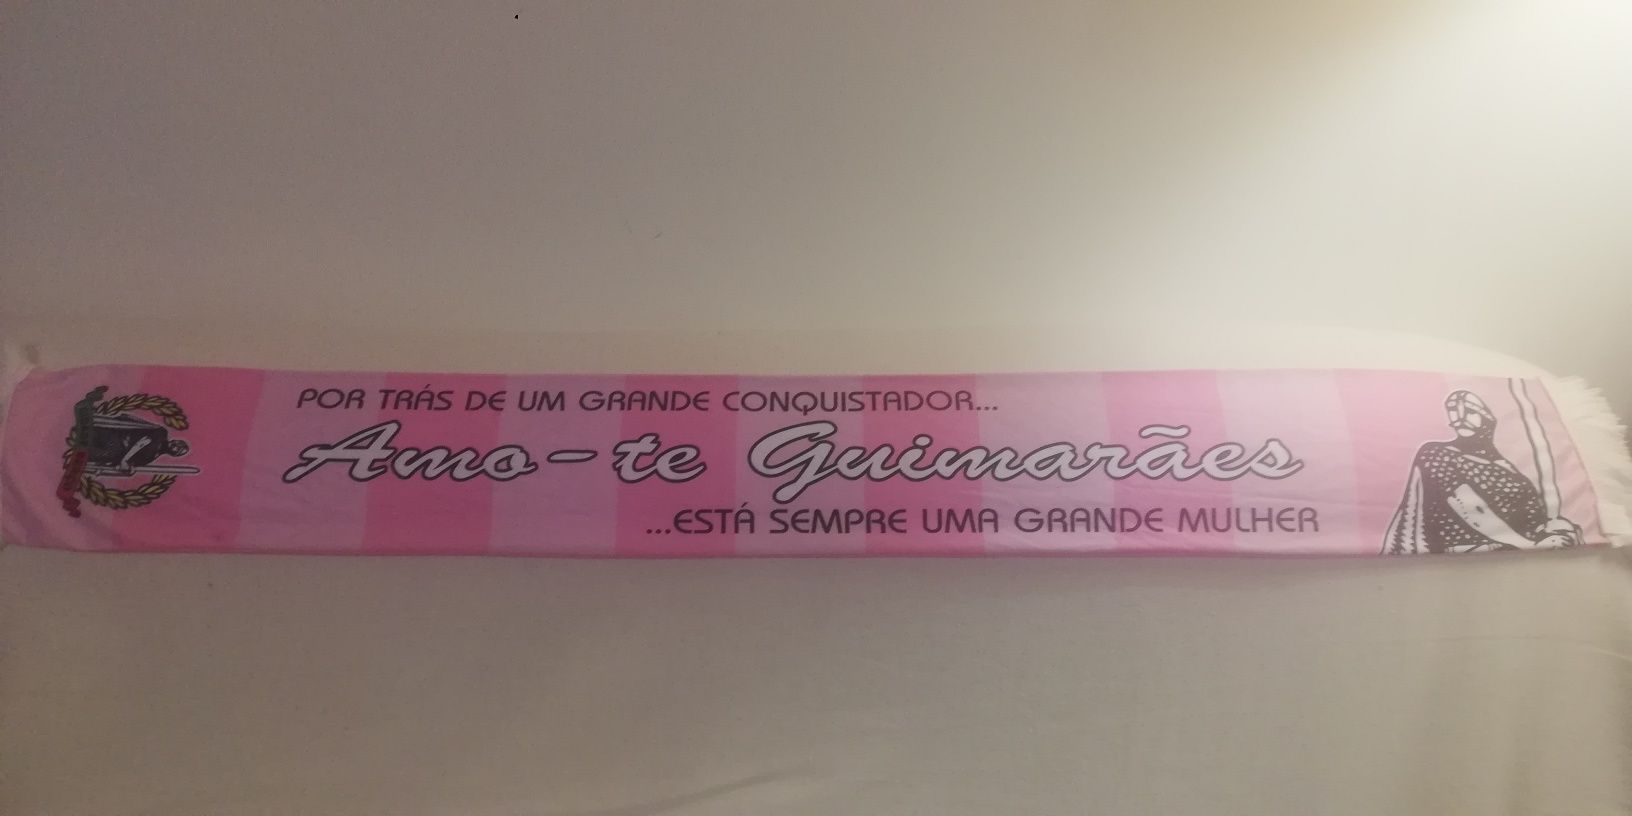 POR TRÁS DE UM GRANDE CONQUISTADOR...
Amo-te Guimarães
...ESTÁ SEMPRE UMA GRANDE MULHER